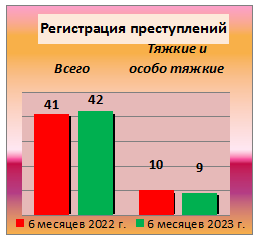 Регистрация преступлений
Всего
Тяжкие и
особо тяжкие
41
42
10
9
6 месяцев 2022 г.
6 месяцев 2023 г.